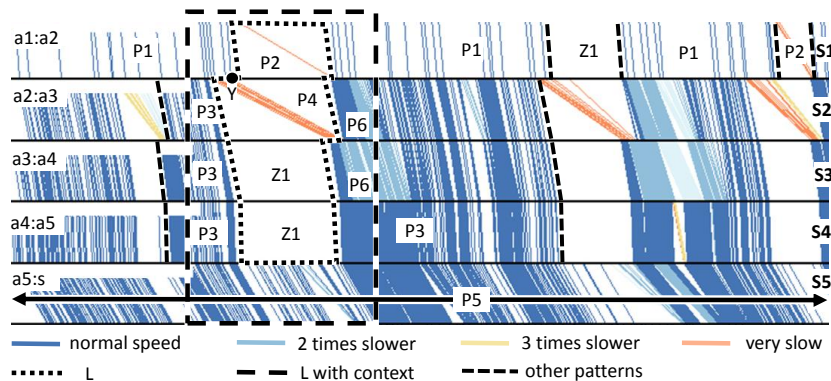 a1:a2 P1 P2 P1 Z1 P1 P2 S1
Y
a2:a3 P3 P4 P6 S2
a3:a4 P3 Z1 P6 S3
a4:a5 P3 Z1 P3 S4
a5:s P5 S5
normal speed 2 times slower 3 times slower very slow
L L with context other patterns